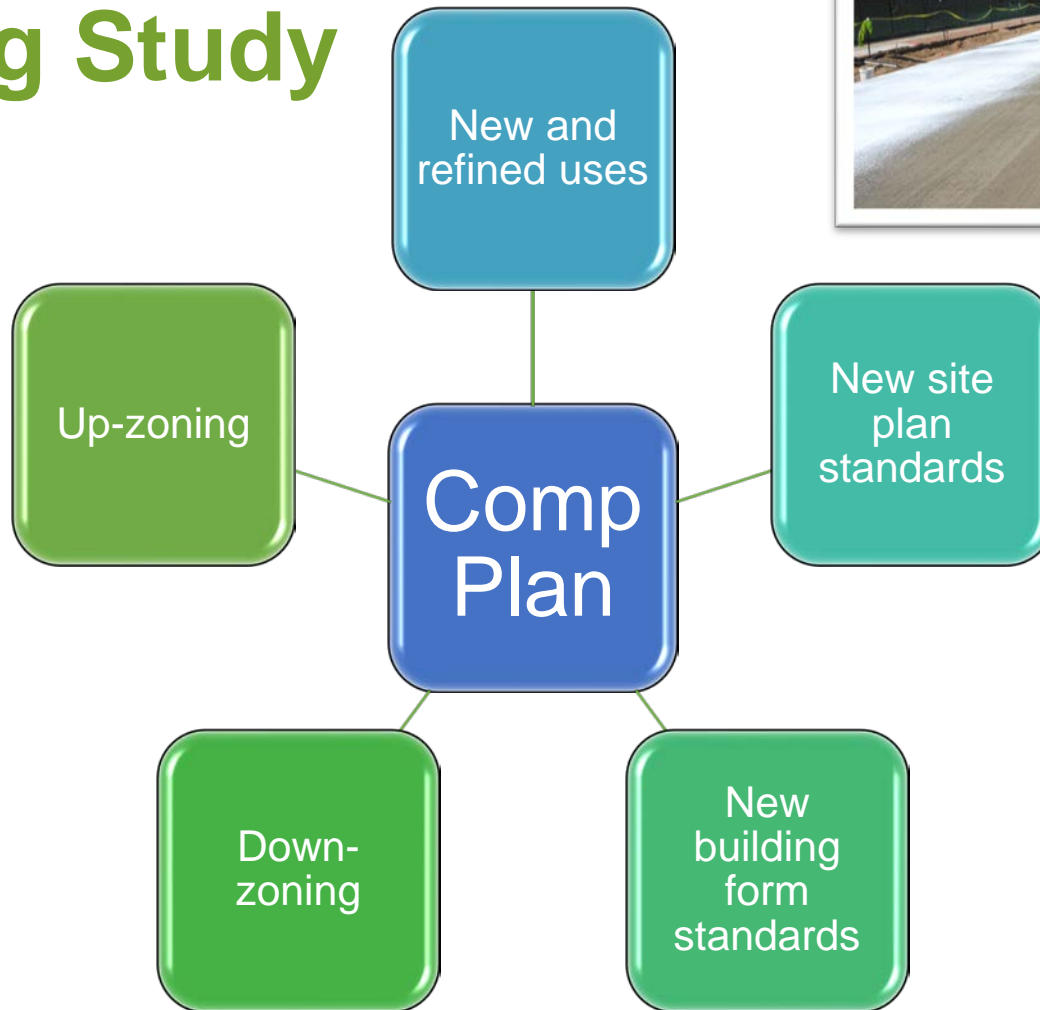 g Study
New and
refined uses
Up-zoning
New site
plan
standards
Comp
Plan
Down-
zoning
New
building
form
standards